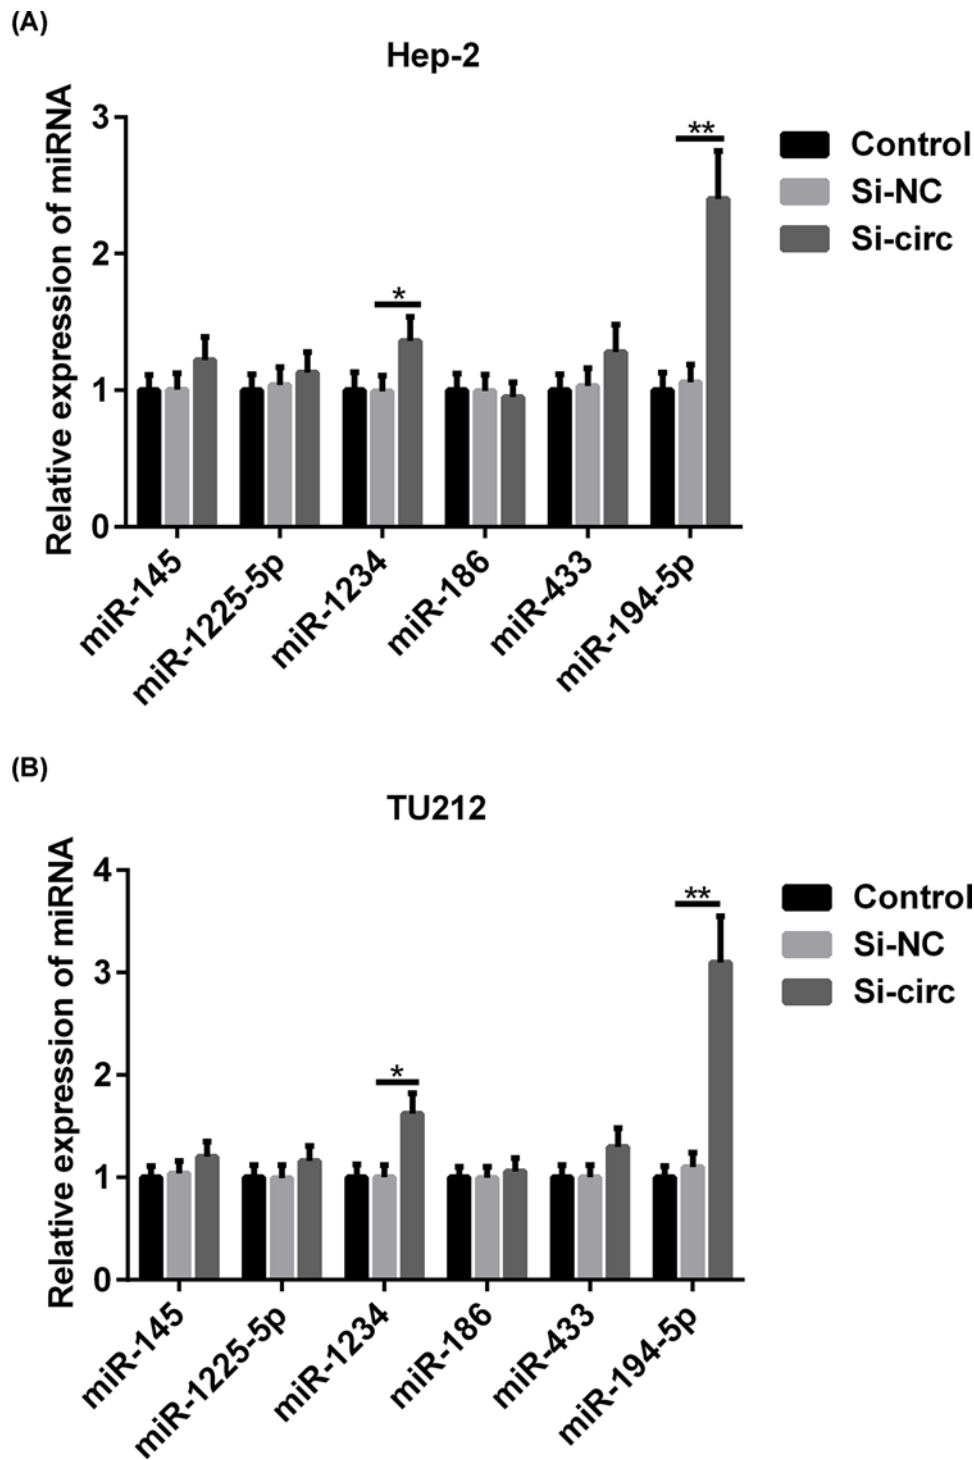 (A)
Hep-2
Relative expression of miRNA
3
2
1
0
*
**
Control
Si-NC
Si-circ
miR-145
miR-1225-5p
miR-1234
miR-186
miR-433
miR-194-5p
(B)
TU212
Relative expression of miRNA
4
3
2
1
0
*
**
Control
Si-NC
Si-circ
miR-145
miR-1225-5p
miR-1234
miR-186
miR-433
miR-194-5p